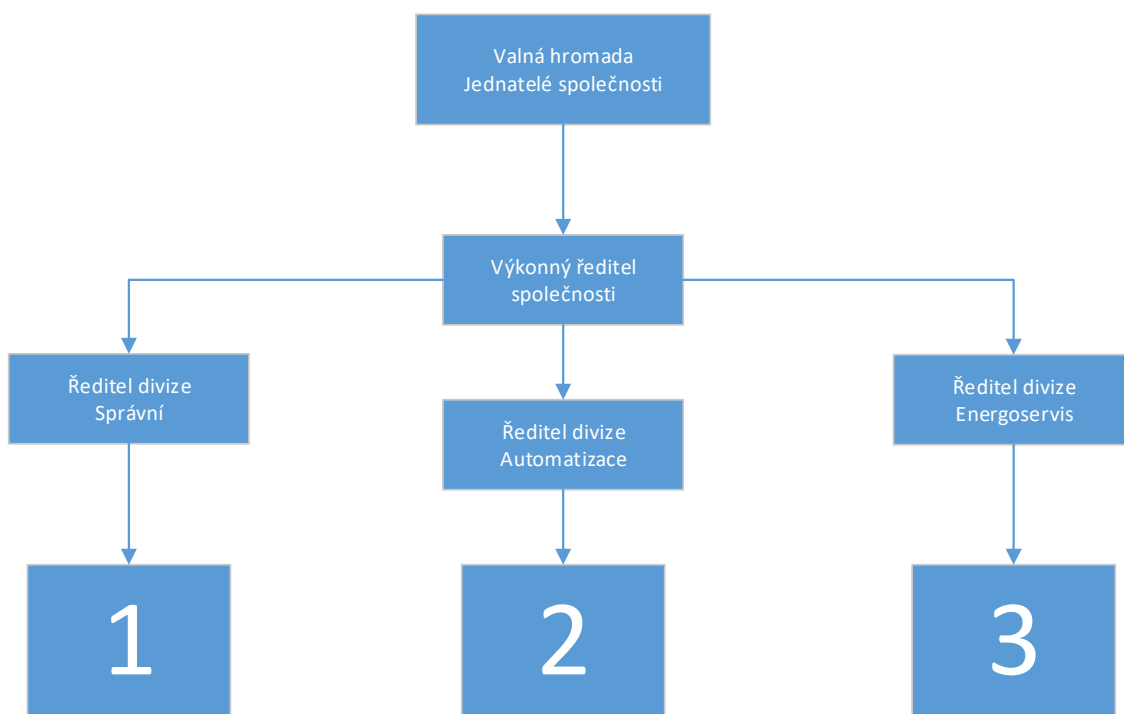 Valná hromada
Jednatelé společnosti
Výkonný ředitel
společnosti
Ředitel divize
Správní
Ředitel divize
Automatizace
Ředitel divize
Energoservis
1
2
3